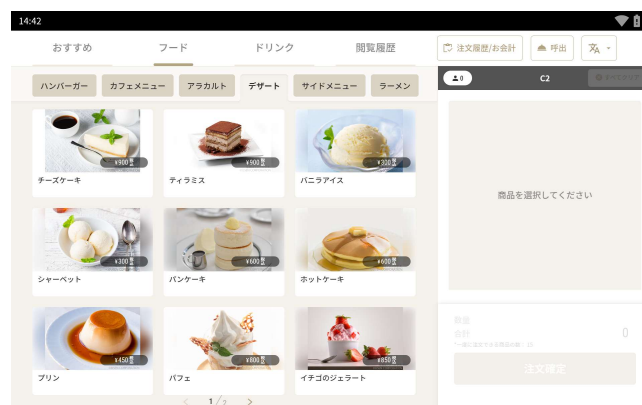 14:42
おすすめ
フード
ドリンク
閲覧履歴
注文履歴/お会計
呼出
ハンバーガー
カフェメニュー
アラカルト
デザート
サイドメニュー
ラーメン
0
C2
¥900
¥900
¥300
チーズケーキ
ティラミス
バニラアイス
商品を選択してください
¥300
¥600
¥600
シャーベット
パンケーキ
ホットケーキ
¥450
¥800
¥850
プリン
パフェ
イチゴのジェラート
合計
0
注文確定
1/2